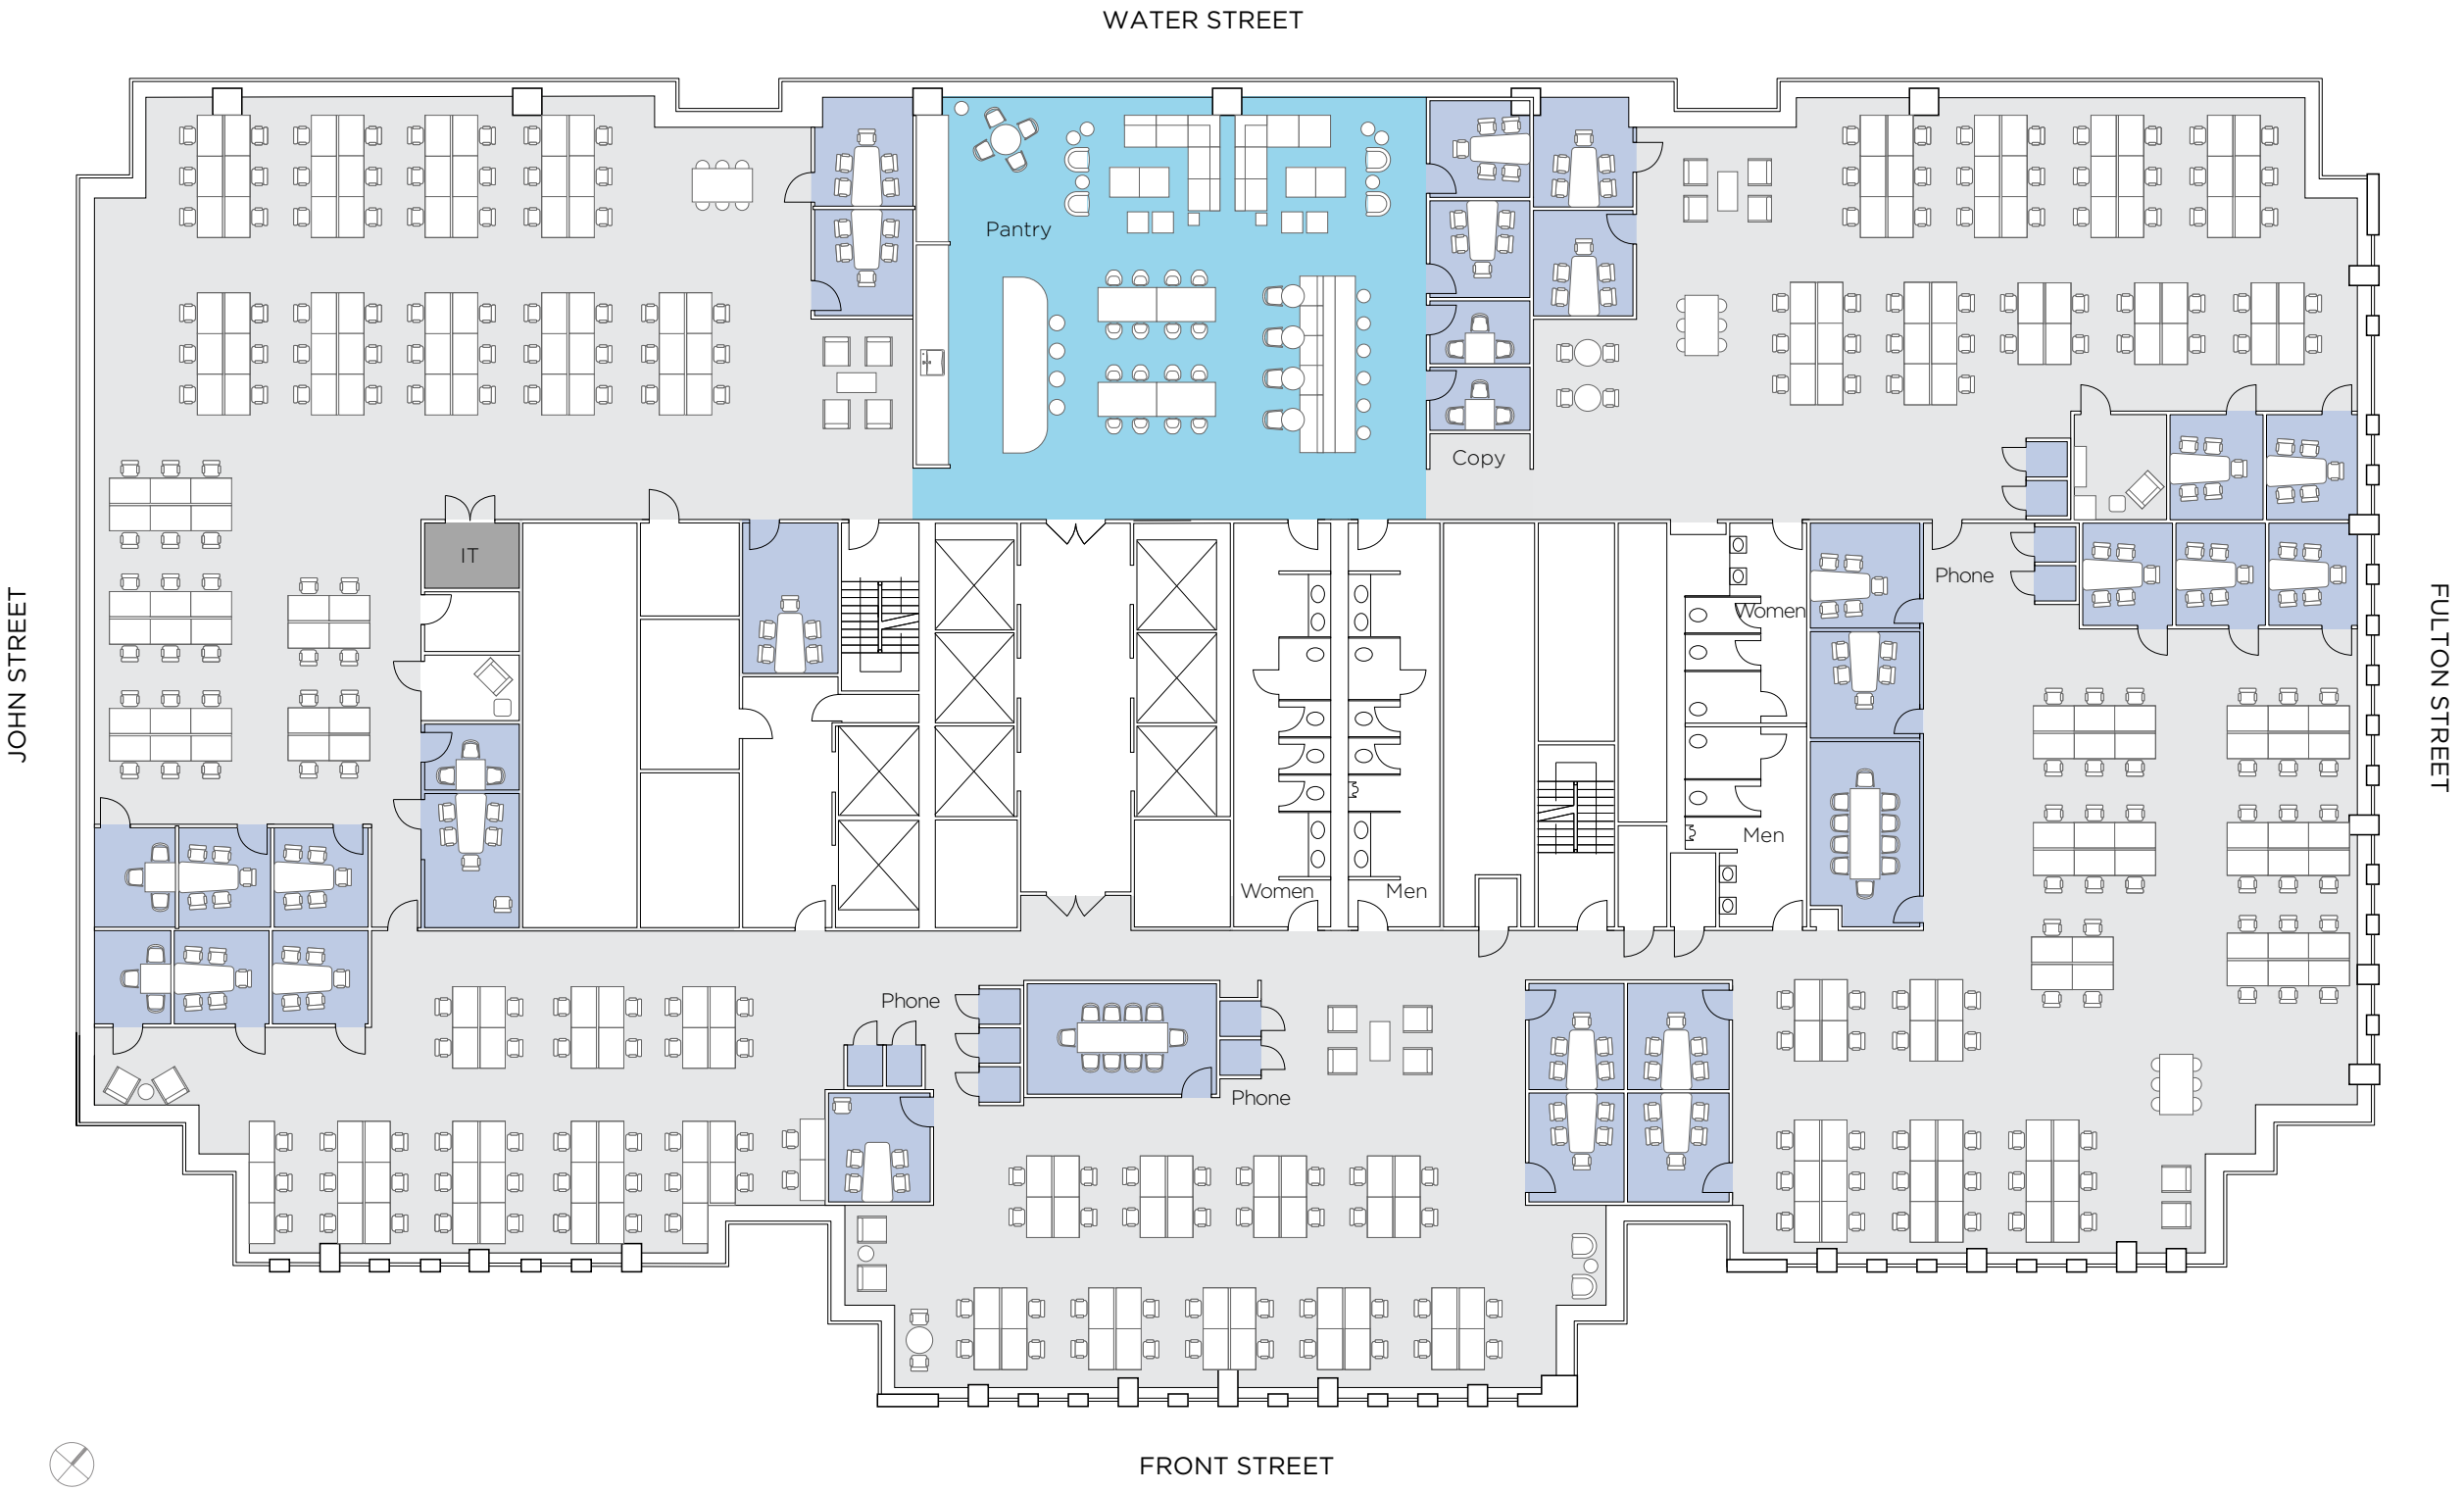 WATER STREET
Pantry
Copy
IT
Phone
Women
JOHN STREET
FULTON STREET
Men
Women
Men
Phone
Phone
FRONT STREET